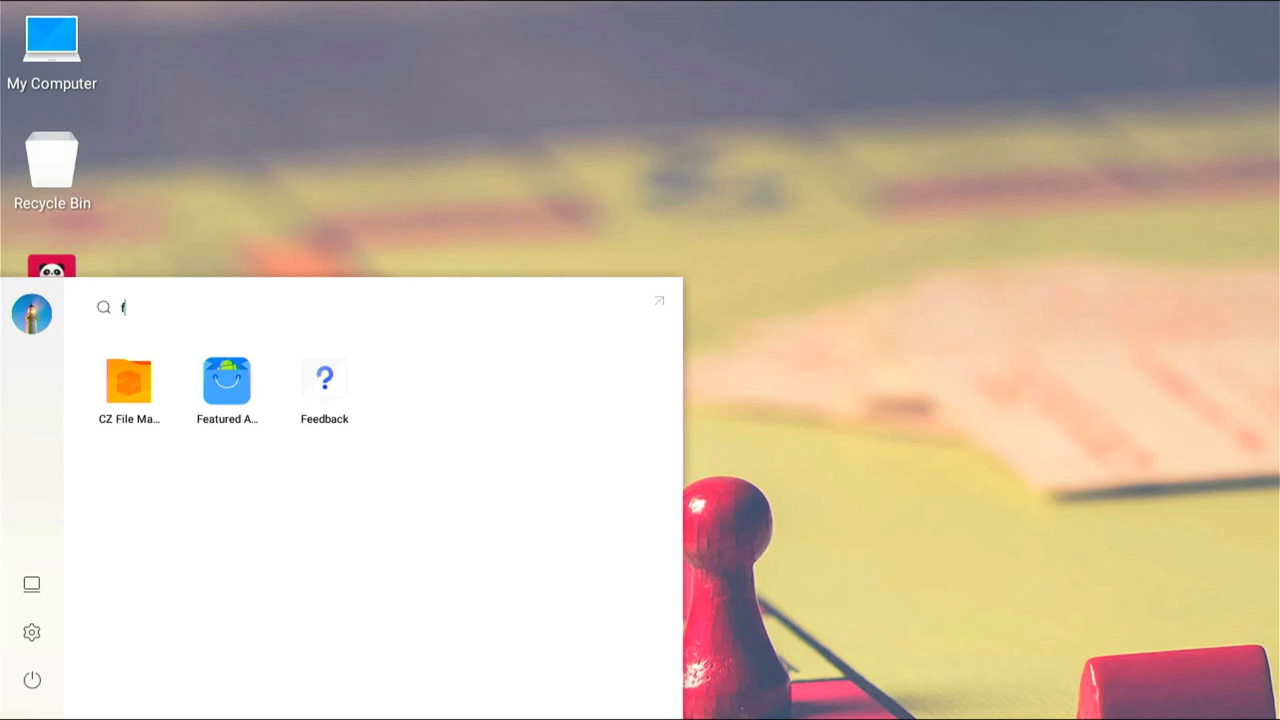 My Computer
Recycle Bin
f
CZ File Ma...
Featured A...
Feedback